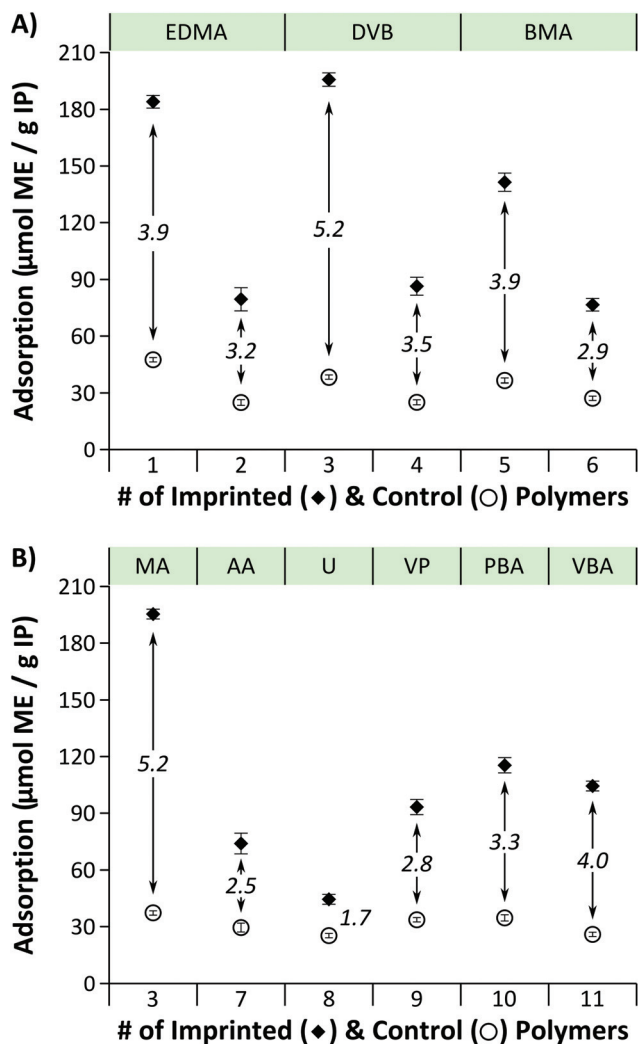 A)
EDMA DVB BMA
Adsorption (µmol ME / g IP)
210
180
150
120
90
60
30
0
3.9 3.2 5.2 3.5 3.9 2.9
1 2 3 4 5 6
# of Imprinted (◆) & Control (○) Polymers
B)
MA AA U VP PBA VBA
Adsorption (µmol ME / g IP)
210
180
150
120
90
60
30
0
5.2 2.5 1.7 2.8 3.3 4.0
3 7 8 9 10 11
# of Imprinted (◆) & Control (○) Polymers